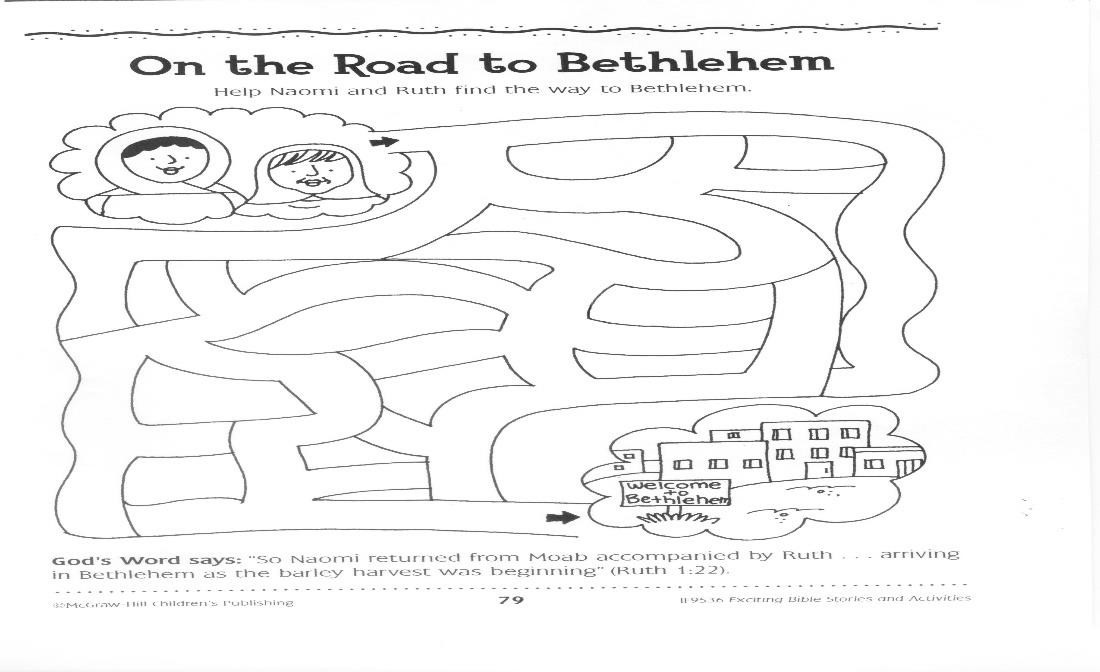 On the Road to Bethlehem
Help Naomi and Ruth find the way to Bethlehem.
Welcome
to
Bethlehem
God's Word says: "So Naomi returned from Moab accompanied by Ruth . . . arriving
in Bethlehem as the barley harvest was beginning" (Ruth 1:22).
©McGraw-Hill Children's Publishing
79
IF9536 Exciting Bible Stories and Activities